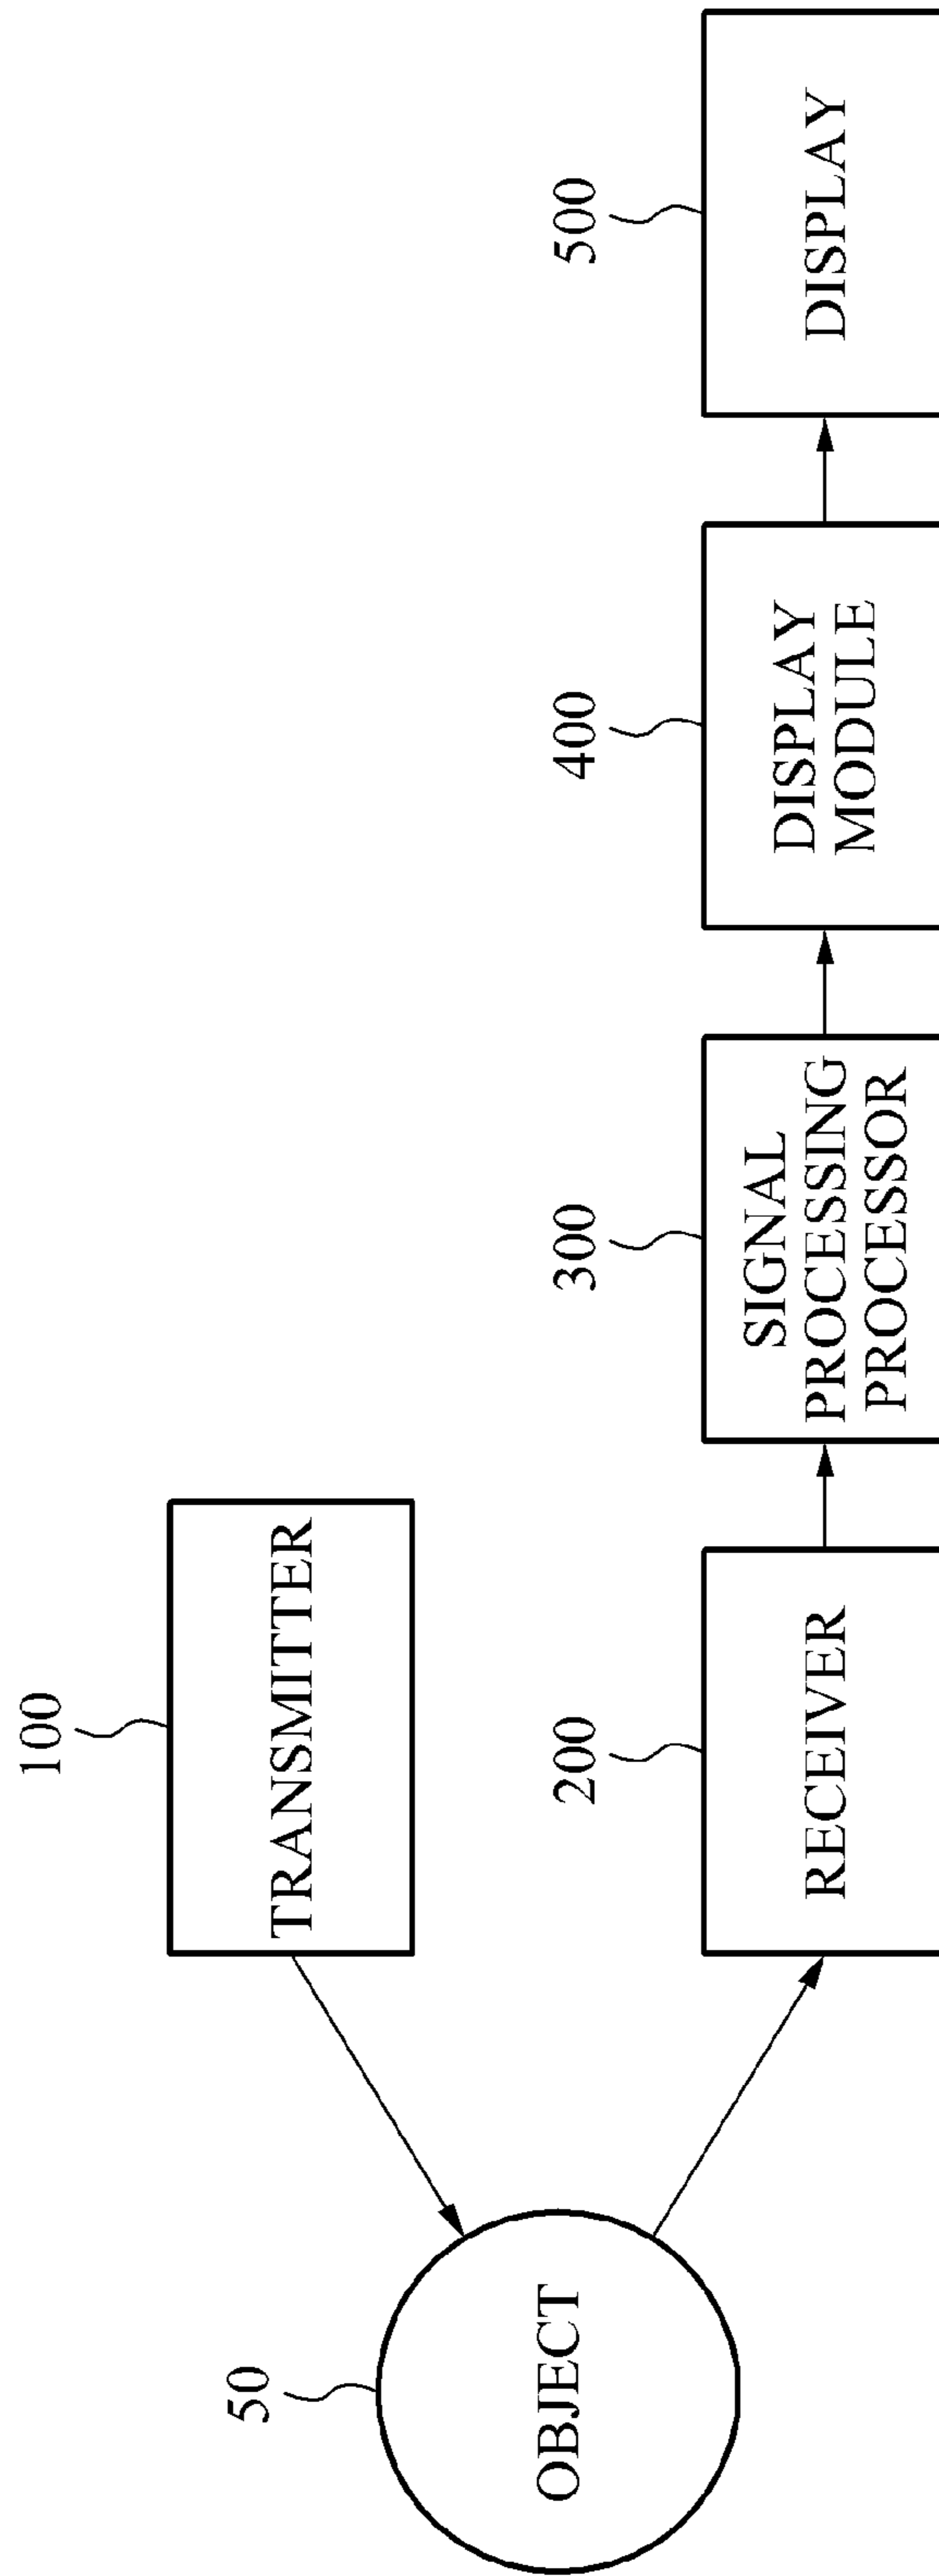 100
TRANSMITTER
50
OBJECT
200
RECEIVER
300
SIGNAL
PROCESSING
PROCESSOR
400
DISPLAY
MODULE
500
DISPLAY